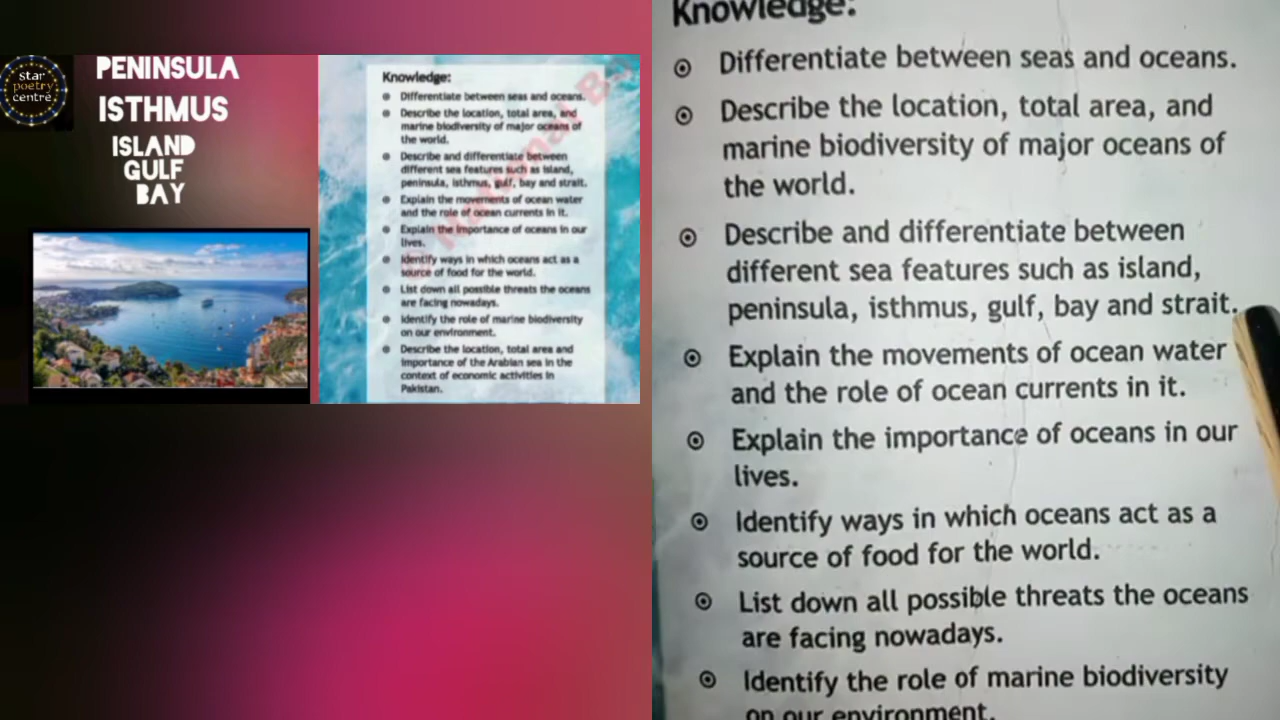 star
poetry
centre
PENINSULA
ISTHMUS
ISLAND
GULF
BAY
Knowledge:
Differentiate between seas and oceans.
Describe the location, total area, and
marine biodiversity of major oceans of
the world.
Describe and differentiate between
different sea features such as island,
peninsula, isthmus, gulf, bay and strait.
Explain the movements of ocean water
and the role of ocean currents in it.
Explain the importance of oceans in our
lives.
Identify ways in which oceans act as a
source of food for the world.
List down all possible threats the oceans
are facing nowadays.
Identify the role of marine biodiversity
on our environment.
Describe the location, total area and
importance of the Arabian sea in the
context of economic activities in
Pakistan.
Knowledge:
Differentiate between seas and oceans.
Describe the location, total area, and
marine biodiversity of major oceans of
the world.
Describe and differentiate between
different sea features such as island,
peninsula, isthmus, gulf, bay and strait.
Explain the movements of ocean water
and the role of ocean currents in it.
Explain the importance of oceans in our
lives.
Identify ways in which oceans act as a
source of food for the world.
List down all possible threats the oceans
are facing nowadays.
Identify the role of marine biodiversity
on our environment.